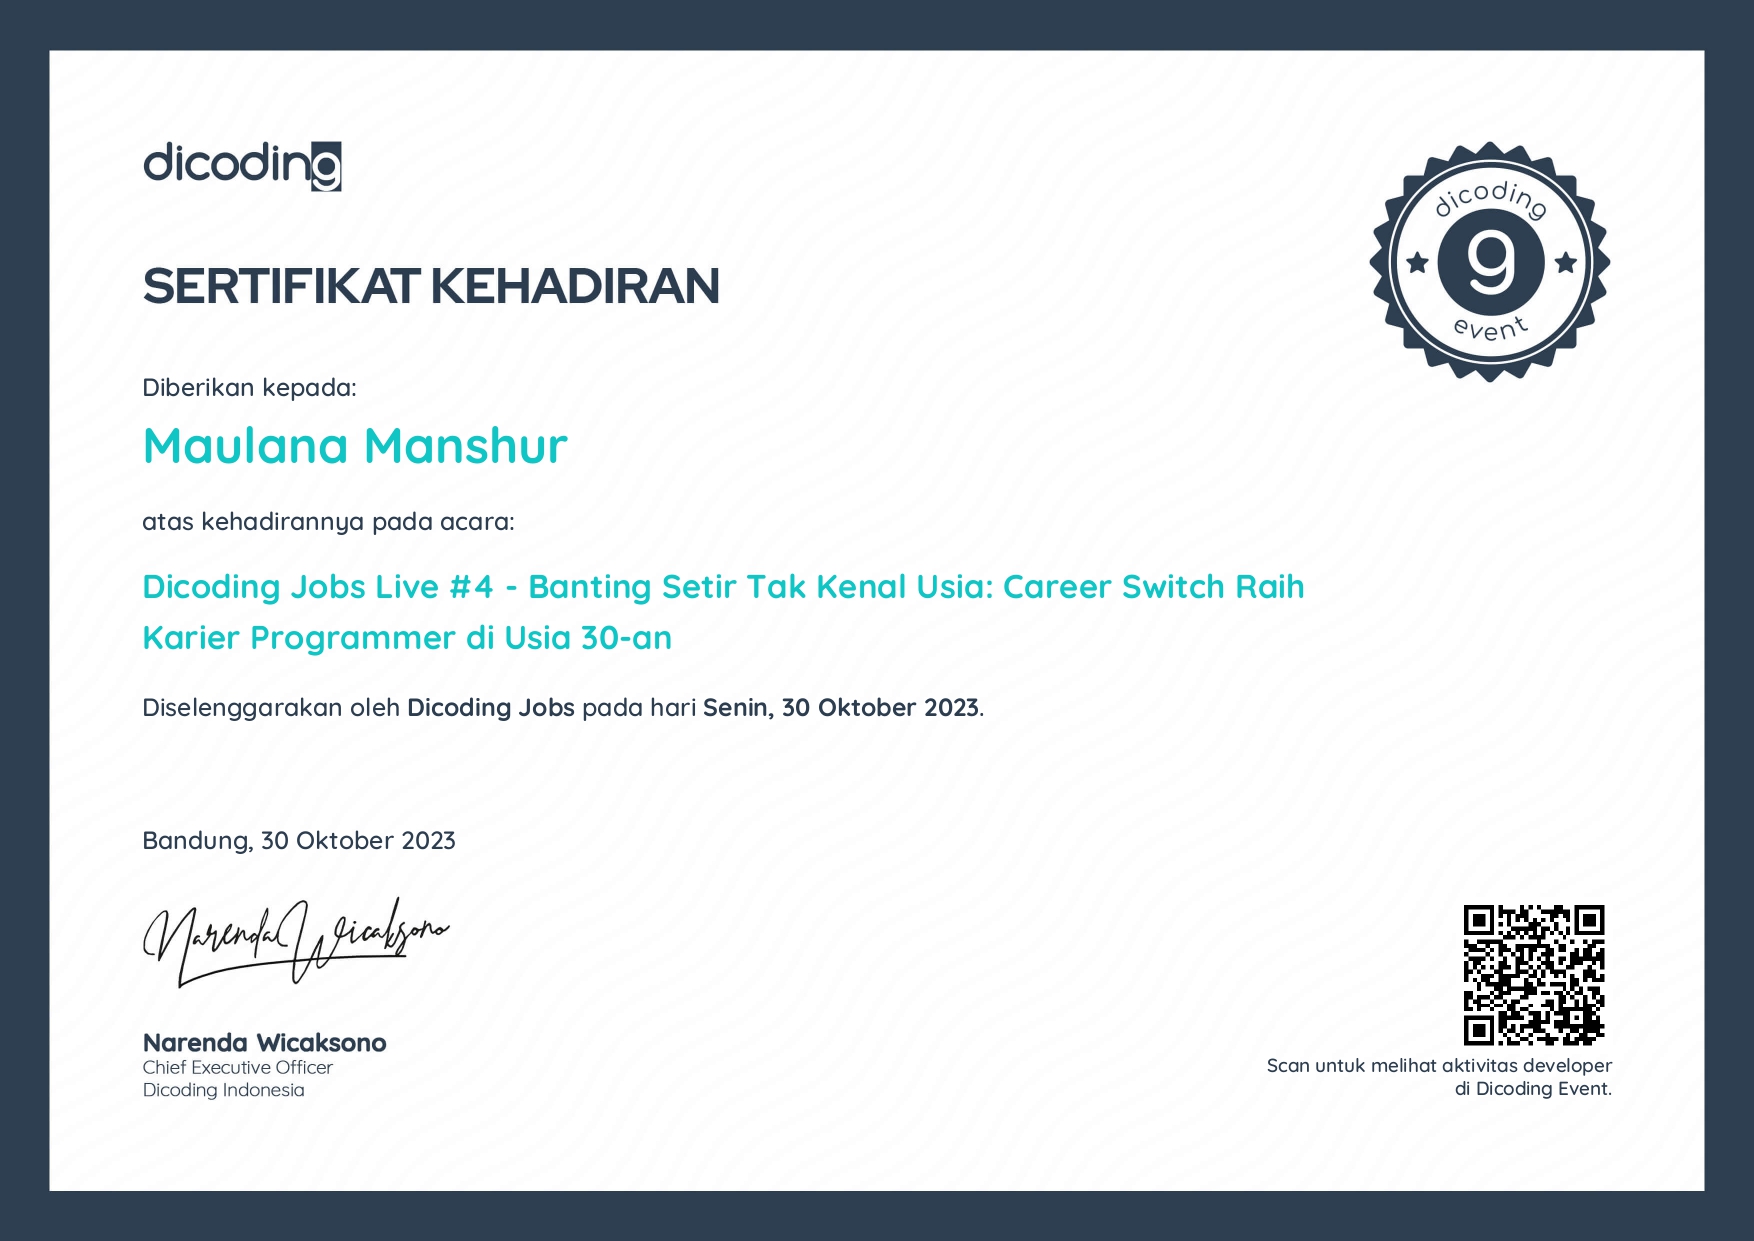 dicoding
dicoding
g
event
SERTIFIKAT KEHADIRAN
Diberikan kepada:
Maulana Manshur
atas kehadirannya pada acara:
Dicoding Jobs Live #4 - Banting Setir Tak Kenal Usia: Career Switch Raih
Karier Programmer di Usia 30-an
Diselenggarakan oleh Dicoding Jobs pada hari Senin, 30 Oktober 2023.
Bandung, 30 Oktober 2023
Narenda Wicaksono
Narenda Wicaksono
Chief Executive Officer
Dicoding Indonesia
Scan untuk melihat aktivitas developer
di Dicoding Event.